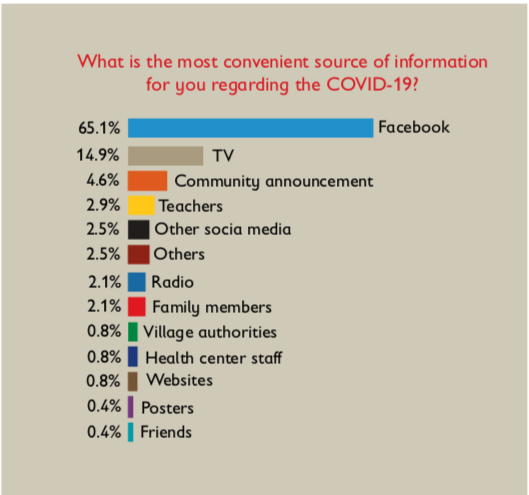 What is the most convenient source of information
for you regarding the COVID-19?
65.1% Facebook
14.9% TV
4.6% Community announcement
2.9% Teachers
2.5% Other socia media
2.5% Others
2.1% Radio
2.1% Family members
0.8% Village authorities
0.8% Health center staff
0.8% Websites
0.4% Posters
0.4% Friends